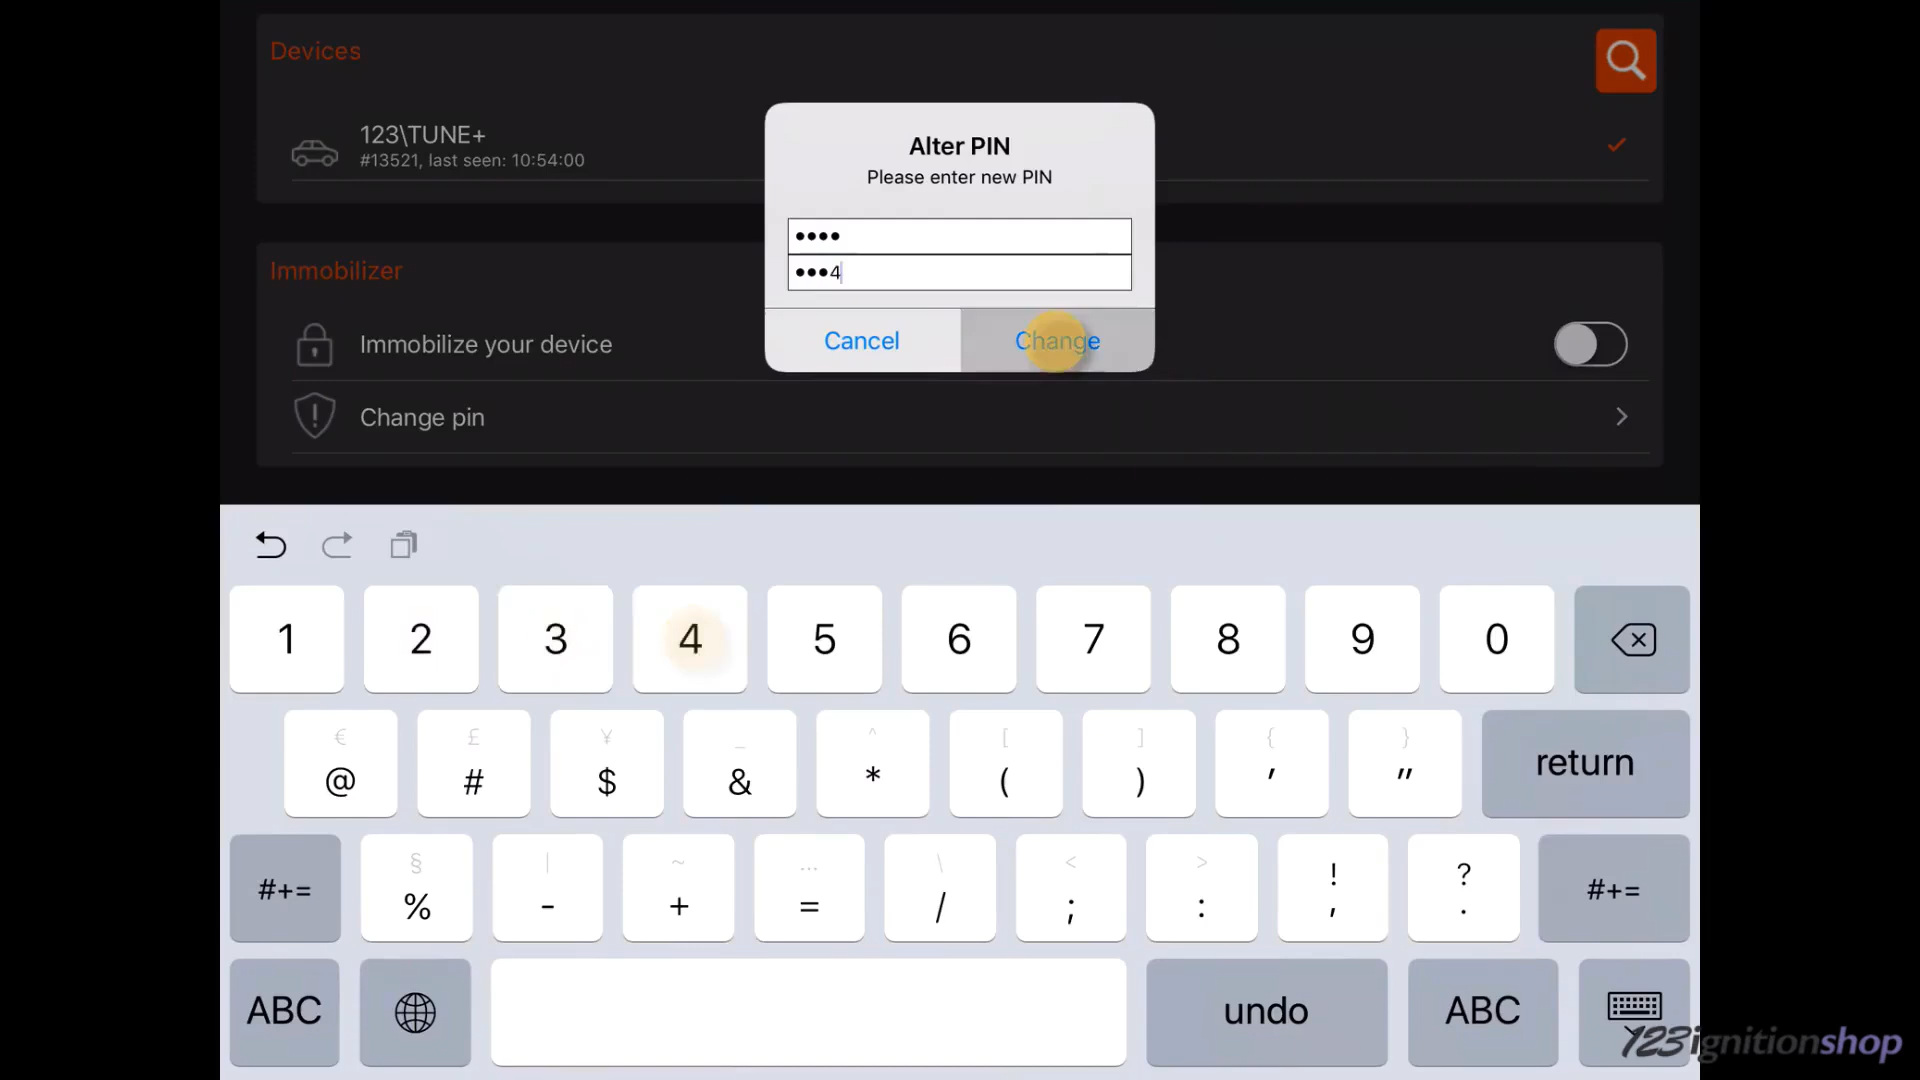 Devices
123\TUNE+
#13521, last seen: 10:54:00
Alter PIN
Please enter new PIN
••••
•••4
Cancel
Change
Immobilizer
Immobilize your device
Change pin
1 2 3 4 5 6 7 8 9 0
€ £ ¥ _ ^ [ ] { }
@ # $ & * ( ) ' "
return
§ | ~ ... \ < > ! ?
#+= % - + = / ; : , . #+=
ABC undo ABC
123ignitionshop